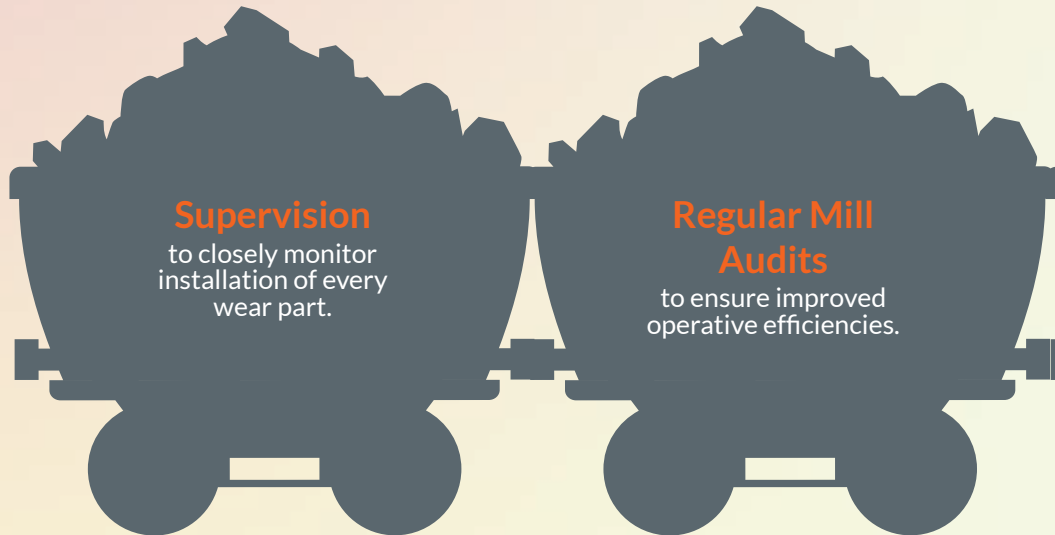 Supervision
to closely monitor
installation of every
wear part.
Regular Mill
Audits
to ensure improved
operative efficiencies.